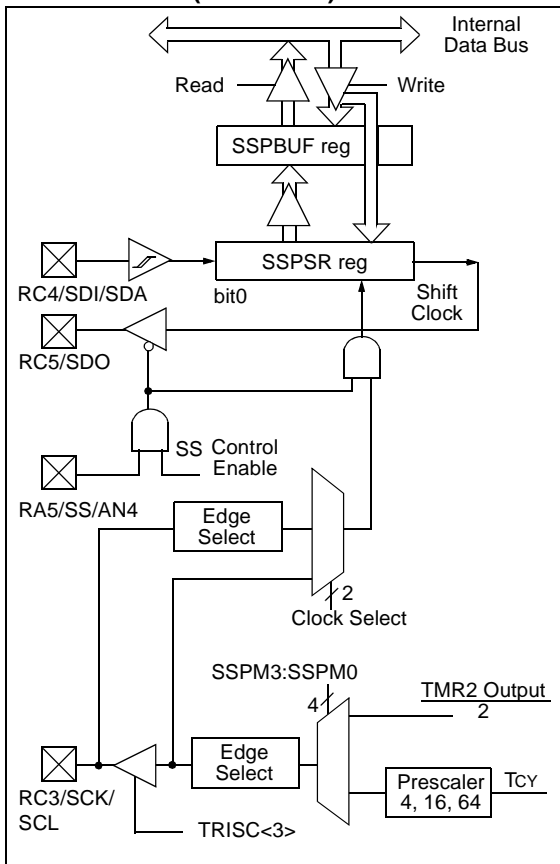 Internal
Data Bus
Read
Write
SSPBUF reg
SSPSR reg
RC4/SDI/SDA
bit0
Shift
Clock
RC5/SDO
SS Control
Enable
RA5/SS/AN4
Edge
Select
2
Clock Select
SSPM3:SSPM0
TMR2 Output
4
2
Edge
Select
Prescaler
4, 16, 64
TCY
RC3/SCK/
SCL
TRISC<3>